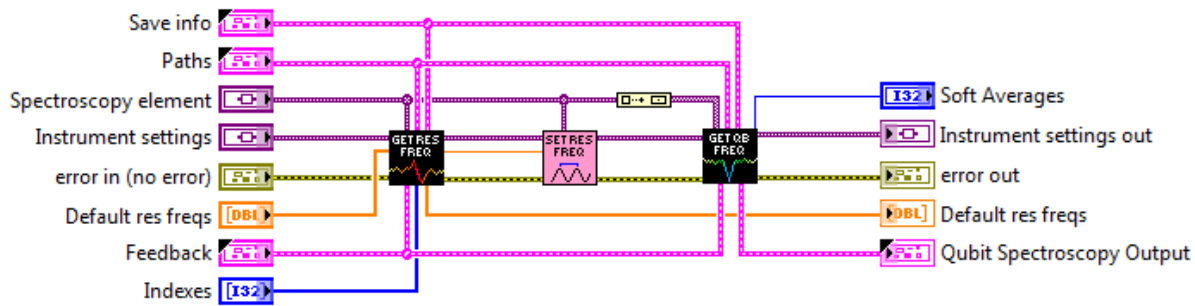 Save info
Paths
Spectroscopy element
Instrument settings
error in (no error)
Default res freqs
DBL
Feedback
Indexes
I32
GET RES
FREQ
SET RES
FREQ
GET QB
FREQ
I32
Soft Averages
Instrument settings out
error out
DBL
Default res freqs
Qubit Spectroscopy Output